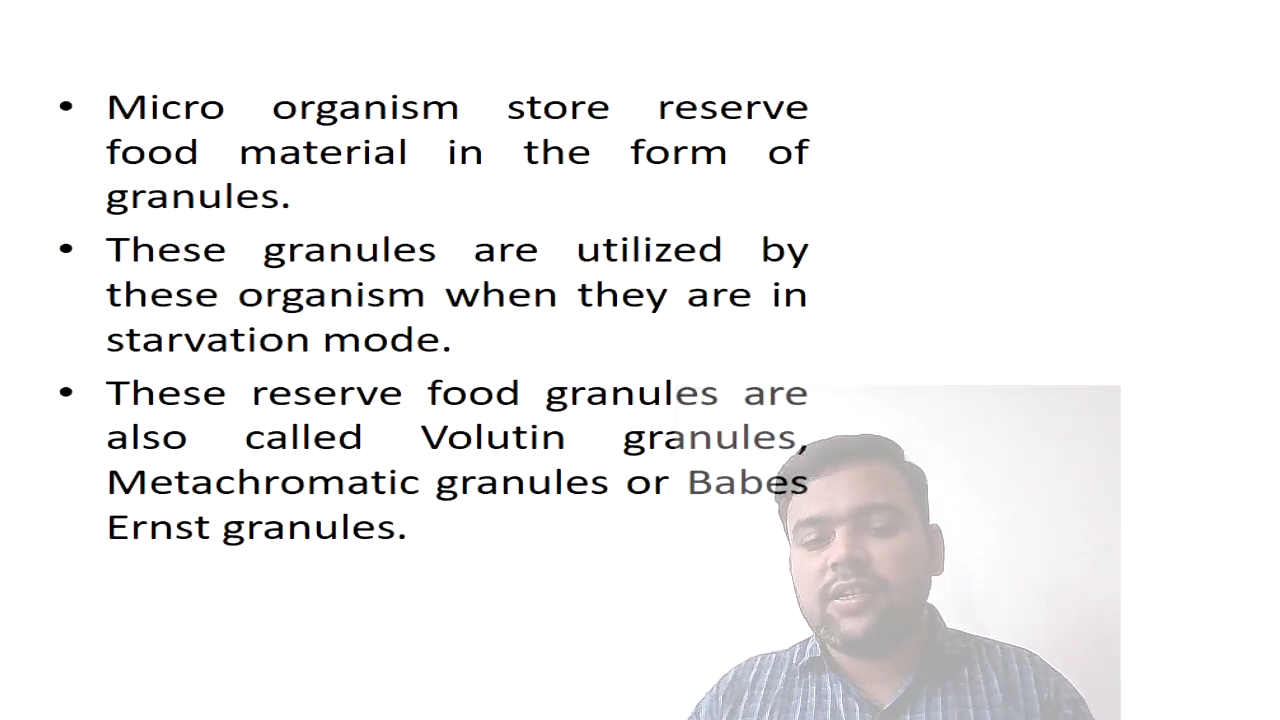 • Micro organism store reserve
food material in the form of
granules.
• These granules are utilized by
these organism when they are in
starvation mode.
• These reserve food granules are
also called Volutin granules,
Metachromatic granules or Babes
Ernst granules.